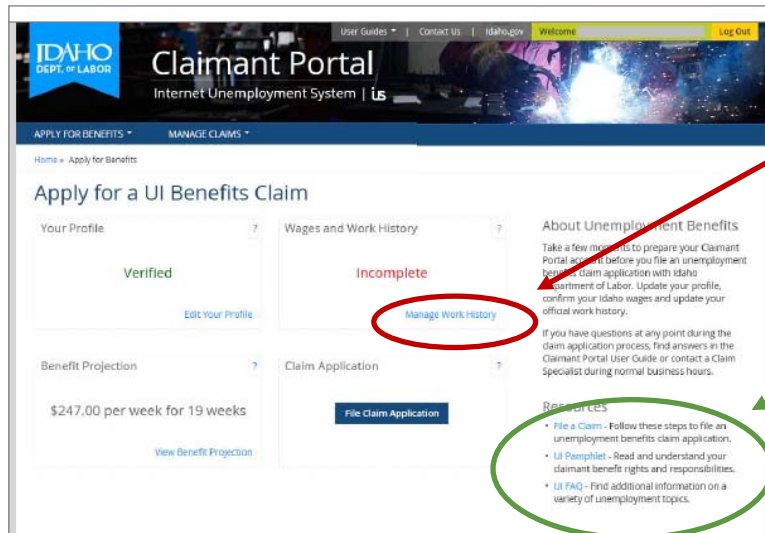 User Guides | Contact Us | Idaho.gov Welcome Log Out
IDAHO
DEPT. OF LABOR
Claimant Portal
Internet Unemployment System | ius
APPLY FOR BENEFITS MANAGE CLAIMS
Home » Apply for Benefits
Apply for a UI Benefits Claim
Your Profile ?
Verified
Edit Your Profile
Wages and Work History ?
Incomplete
Manage Work History
Benefit Projection ?
$247.00 per week for 19 weeks
View Benefit Projection
Claim Application ?
File Claim Application
About Unemployment Benefits
Take a few moments to prepare your Claimant
Portal account before you file an unemployment
benefits claim application with Idaho
Department of Labor. Update your profile,
confirm your Idaho wages and update your
official work history.
If you have questions at any point during the
claim application process, find answers in the
Claimant Portal User Guide or contact a Claim
Specialist during normal business hours.
Resources
• File a Claim - Follow these steps to file an
unemployment benefits claim application.
• UI Pamphlet - Read and understand your
claimant benefit rights and responsibilities.
• UI FAQ - Find additional information on a
variety of unemployment topics.